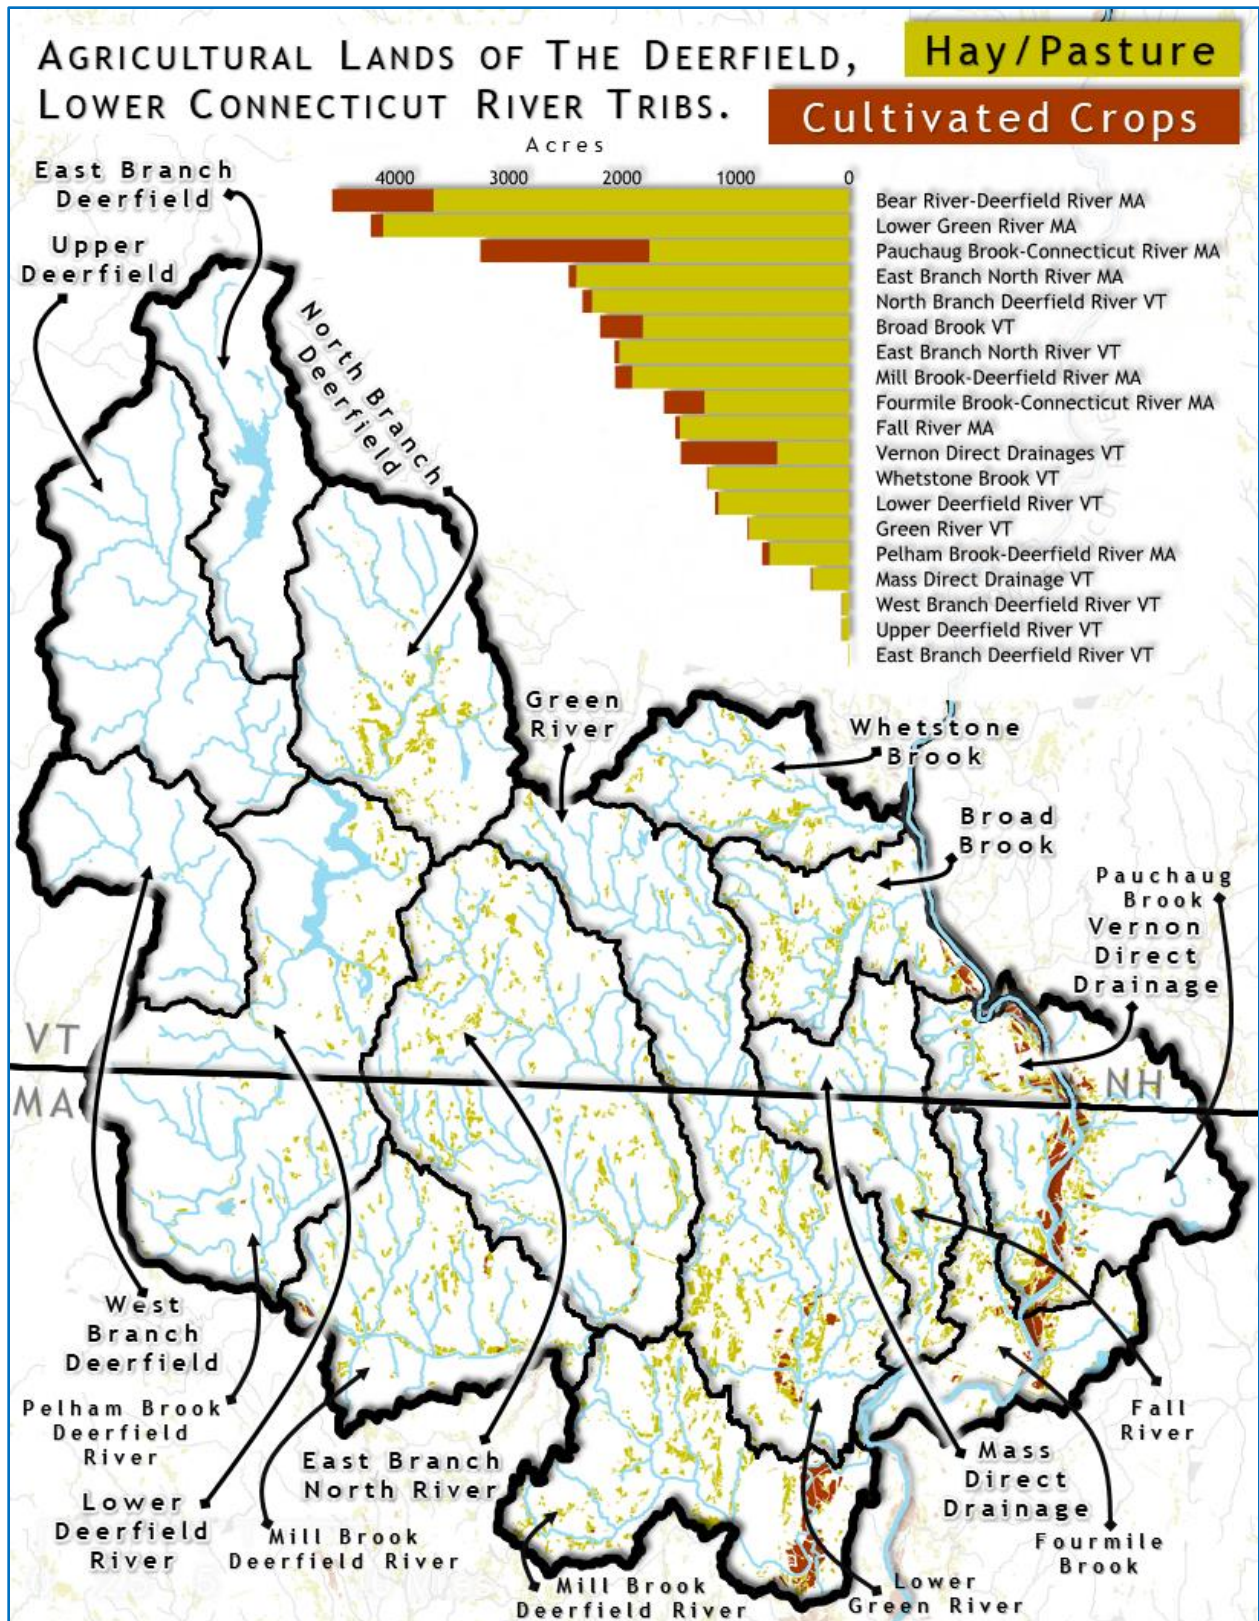 AGRICULTURAL LANDS OF THE DEERFIELD,
LOWER CONNECTICUT RIVER TRIBS.
Hay/Pasture
Cultivated Crops
Acres
4000 3000 2000 1000 0
Bear River-Deerfield River MA
Lower Green River MA
Pauchaug Brook-Connecticut River MA
East Branch North River MA
North Branch Deerfield River VT
Broad Brook VT
East Branch North River VT
Mill Brook-Deerfield River MA
Fourmile Brook-Connecticut River MA
Fall River MA
Vernon Direct Drainages VT
Whetstone Brook VT
Lower Deerfield River VT
Green River VT
Pelham Brook-Deerfield River MA
Mass Direct Drainage VT
West Branch Deerfield River VT
Upper Deerfield River VT
East Branch Deerfield River VT
East Branch
Deerfield
Upper
Deerfield
North Branch
Deerfield
Green
River
Whetstone
Brook
Broad
Brook
Pauchaug
Brook
Vernon
Direct
Drainage
VT
MA
NH
West
Branch
Deerfield
Pelham Brook
Deerfield
River
Lower
Deerfield
River
Mill Brook
Deerfield River
East Branch
North River
Mill Brook
Deerfield River
Lower
Green River
Mass
Direct
Drainage
Fall
River
Fourmile
Brook